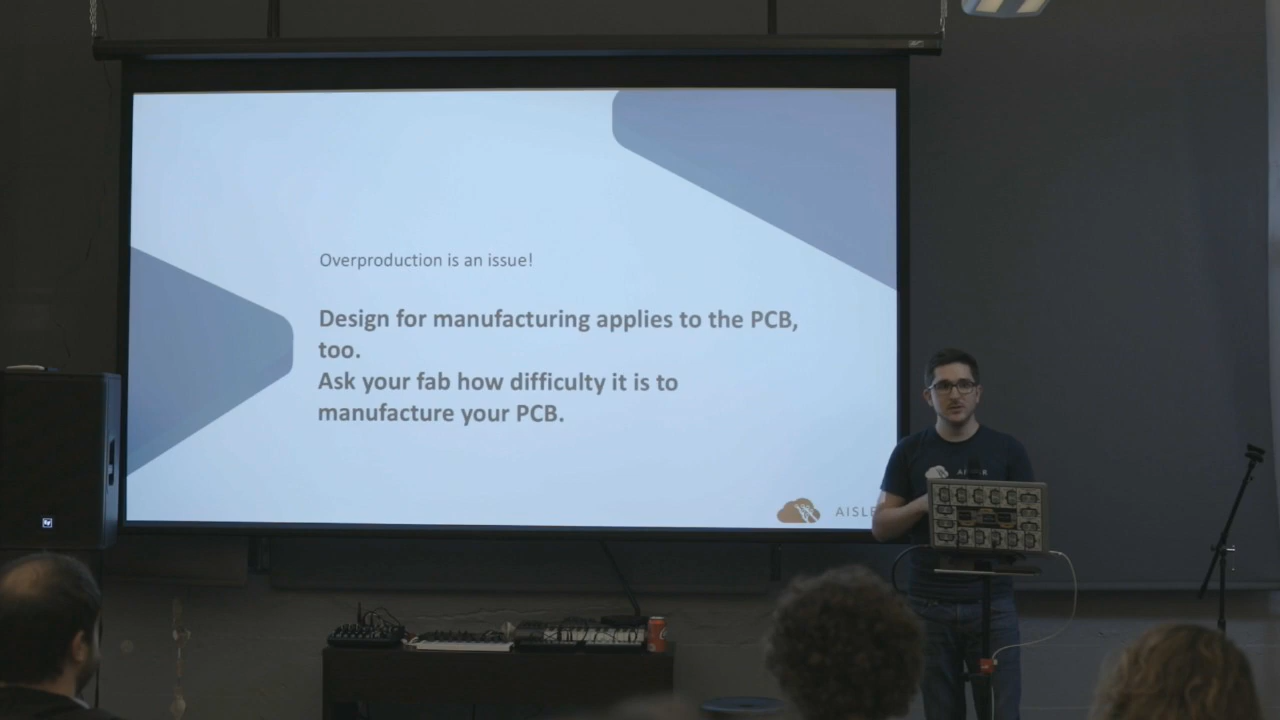 Overproduction is an issue!
Design for manufacturing applies to the PCB,
too.
Ask your fab how difficulty it is to
manufacture your PCB.
AISLE